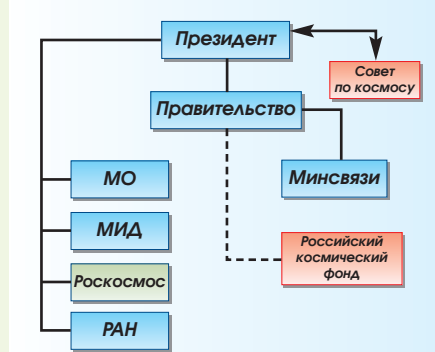 Президент
Совет
по космосу
Правительство
МО
Минсвязи
МИД
Российский
космический
фонд
Роскосмос
РАН